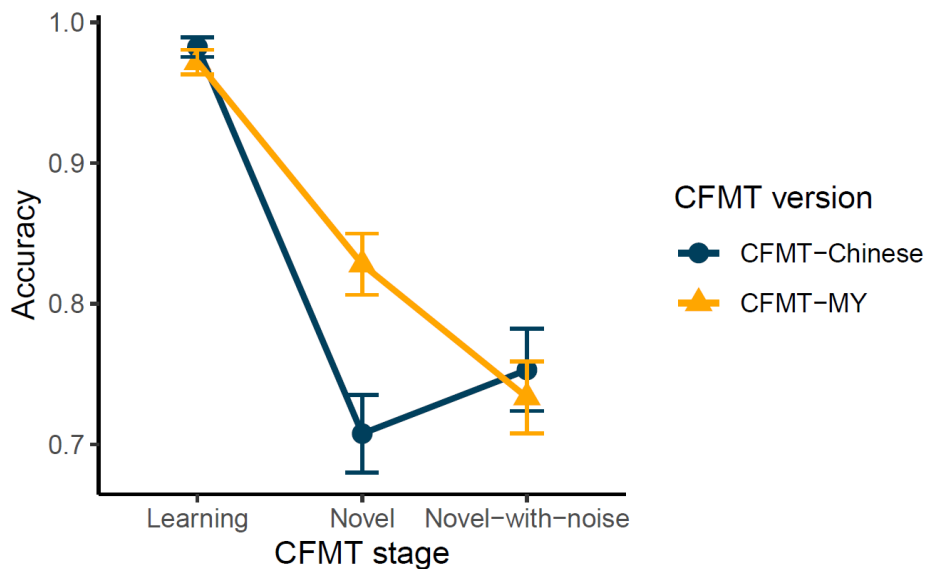 1.0
0.9
0.8
0.7
Accuracy
Learning
Novel
Novel−with−noise
CFMT stage
CFMT version
CFMT−Chinese
CFMT−MY